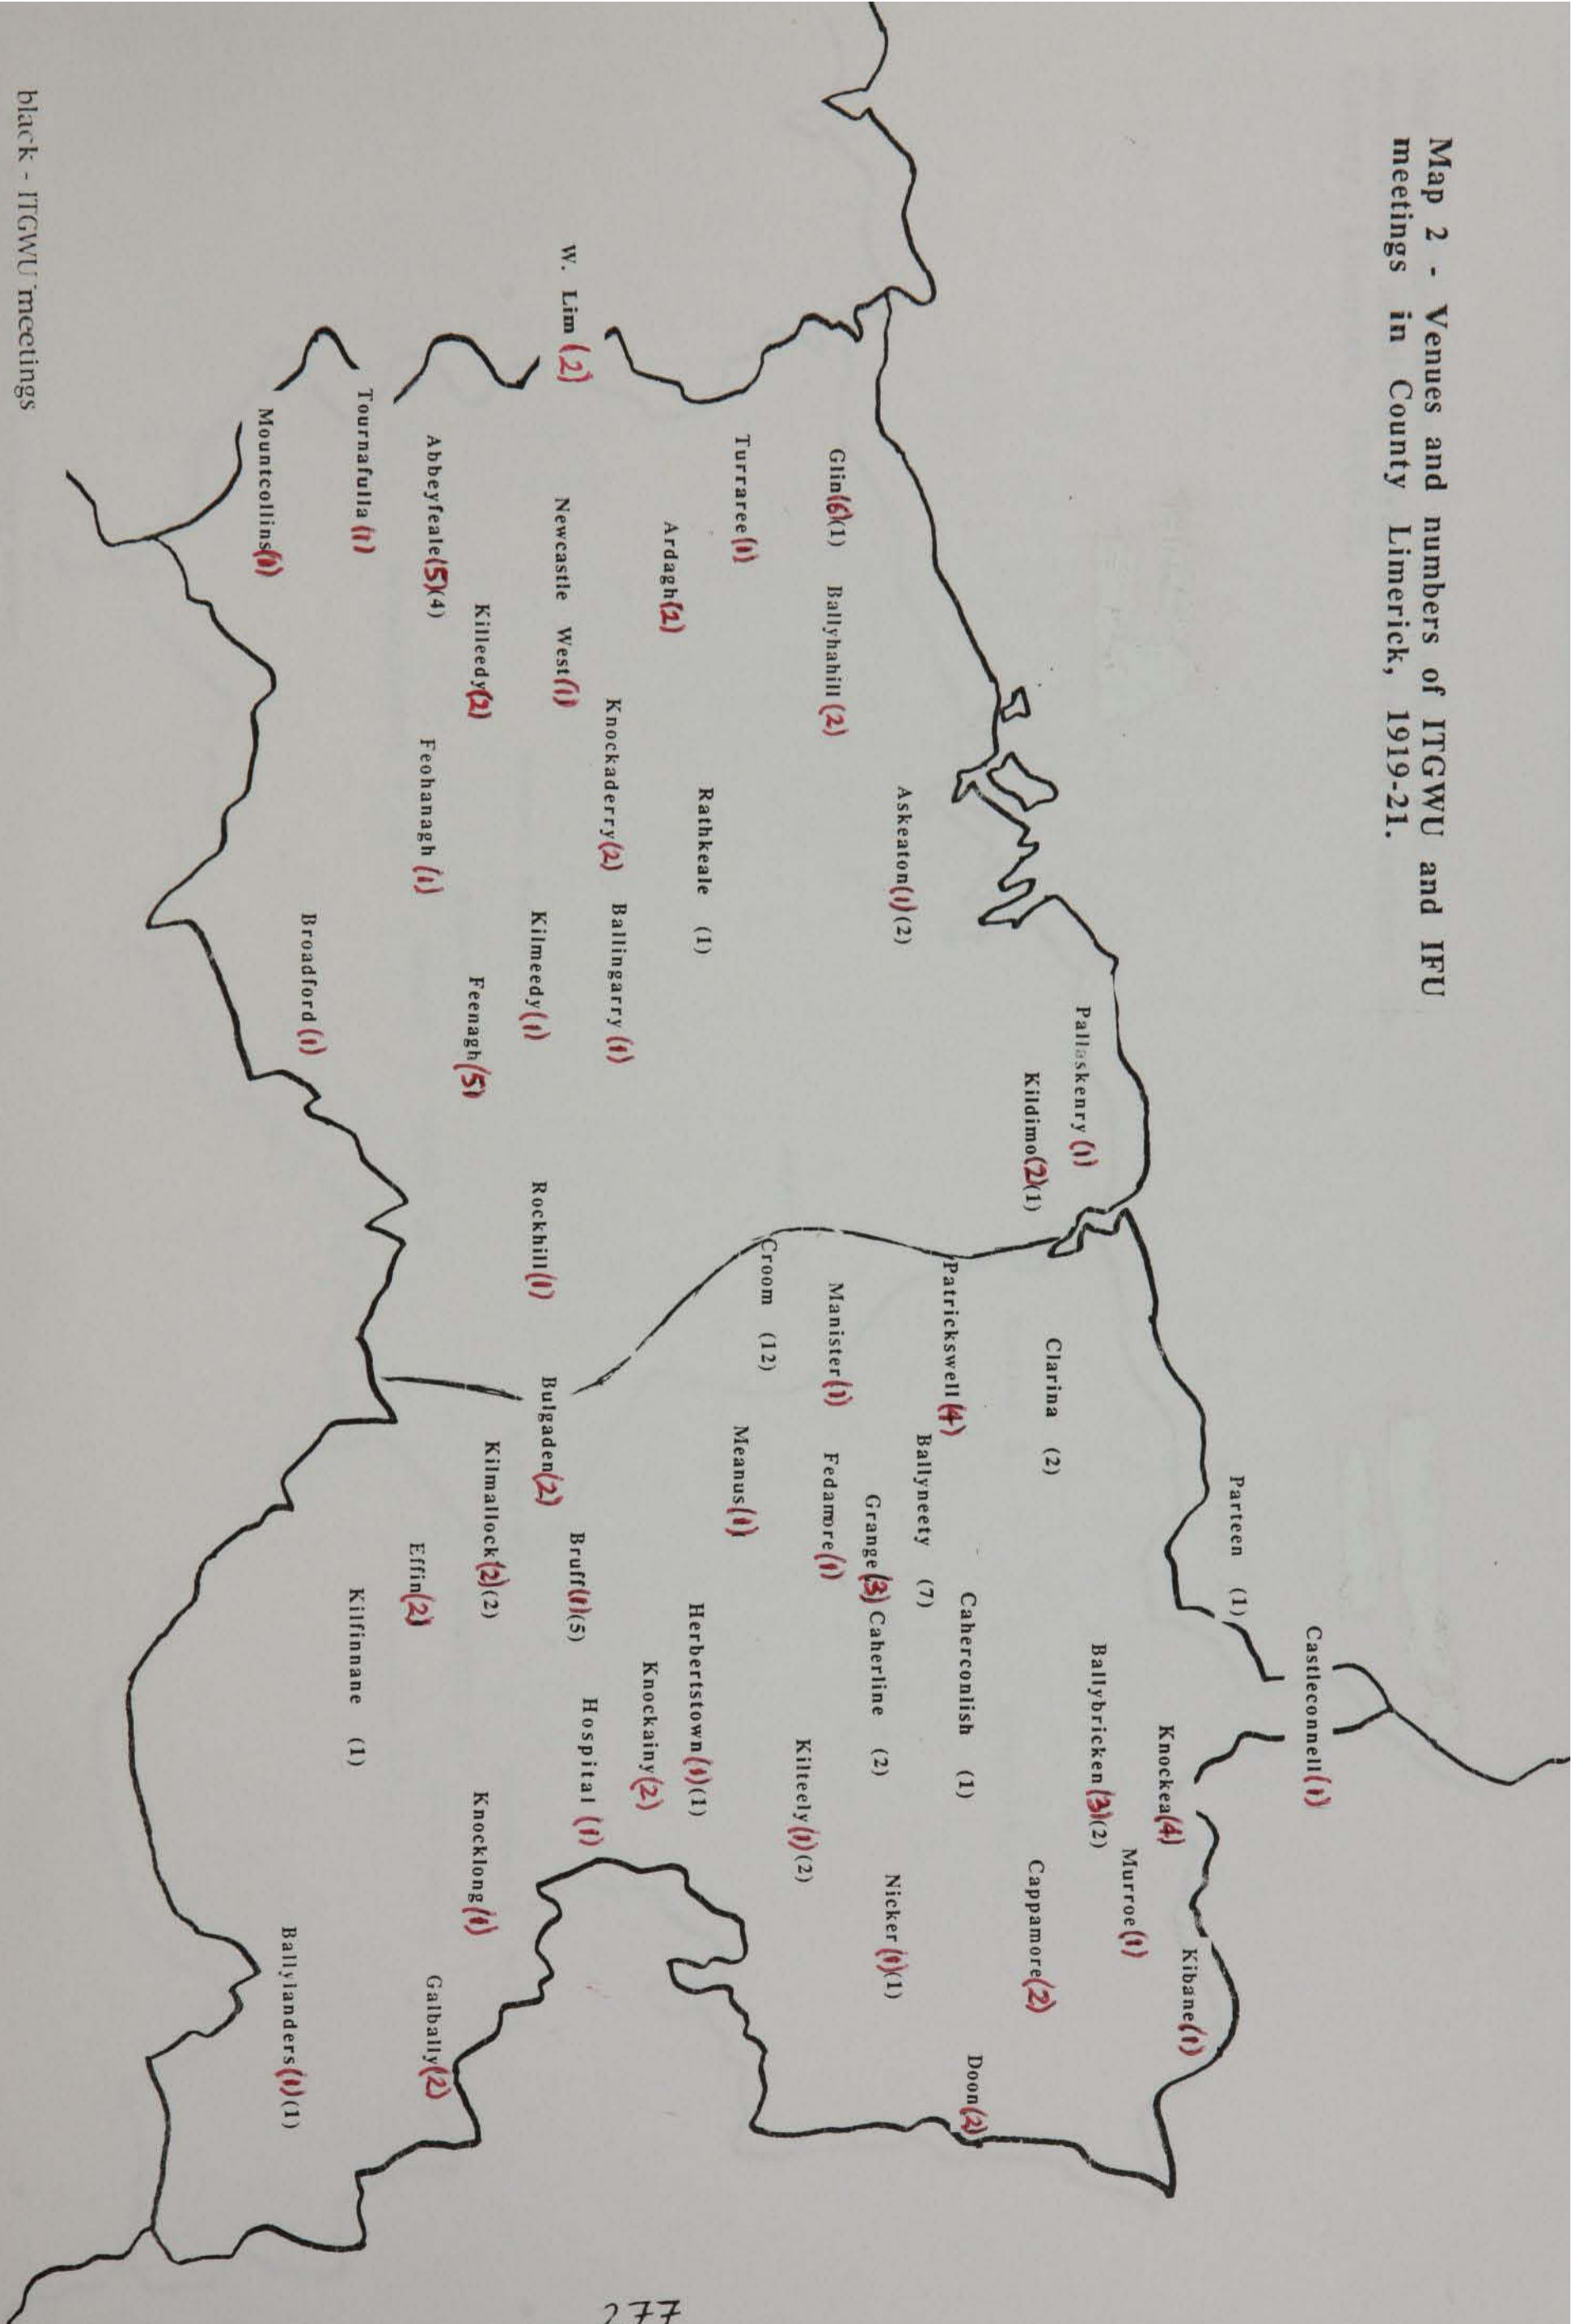 Map 2 - Venues and numbers of ITGWU and IFU
meetings in County Limerick, 1919-21.
Castleconnell(1)
Parteen (1)
Kibane(1)
Knockea(4)
Murroe(1)
Ballybricken(3)(2)
Pallaskenry(1)
Clarina (2)
Kildimo(2)(1)
Cappamore(2)
Caherconlish (1)
Doon(2)
Patrickswell(4)
Ballyneety (7)
Askeaton(1)(2)
Nicker(1)(1)
Grange(3)
Caherline (2)
Glin(6)(1)
Ballyhahill(2)
Manister(1)
Fedamore(1)
Kilteely(1)(2)
Croom (12)
Turraree(1)
Meanus(1)
Rathkeale (1)
Herbertstown(1)(1)
Ardagh(2)
Knockainy(2)
Knockaderry(2)
Ballingarry(1)
Hospital(1)
W. Lim(2)
Newcastle West(1)
Bruff(1)(5)
Kilmeedy(1)
Rockhill(1)
Bulgaden(2)
Killeedy(2)
Feenagh(5)
Kilmallock(2)(2)
Knocklong(1)
Abbeyfeale(5)(4)
Feohanagh(1)
Effin(2)
Galbally(2)
Tournafulla(1)
Kilfinnane (1)
Broadford(1)
Ballylanders(1)(1)
Mountcollins(1)
black - ITGWU meetings
277